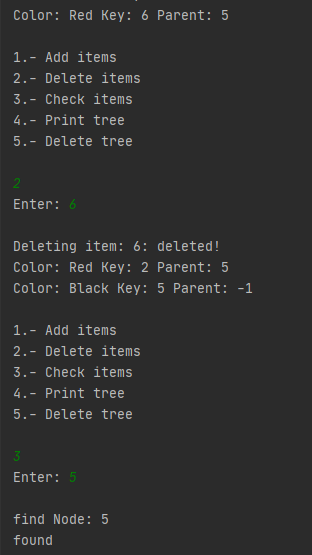 Color: Red Key: 6 Parent: 5
1.- Add items
2.- Delete items
3.- Check items
4.- Print tree
5.- Delete tree
2
Enter: 6
Deleting item: 6: deleted!
Color: Red Key: 2 Parent: 5
Color: Black Key: 5 Parent: -1
1.- Add items
2.- Delete items
3.- Check items
4.- Print tree
5.- Delete tree
3
Enter: 5
find Node: 5
found